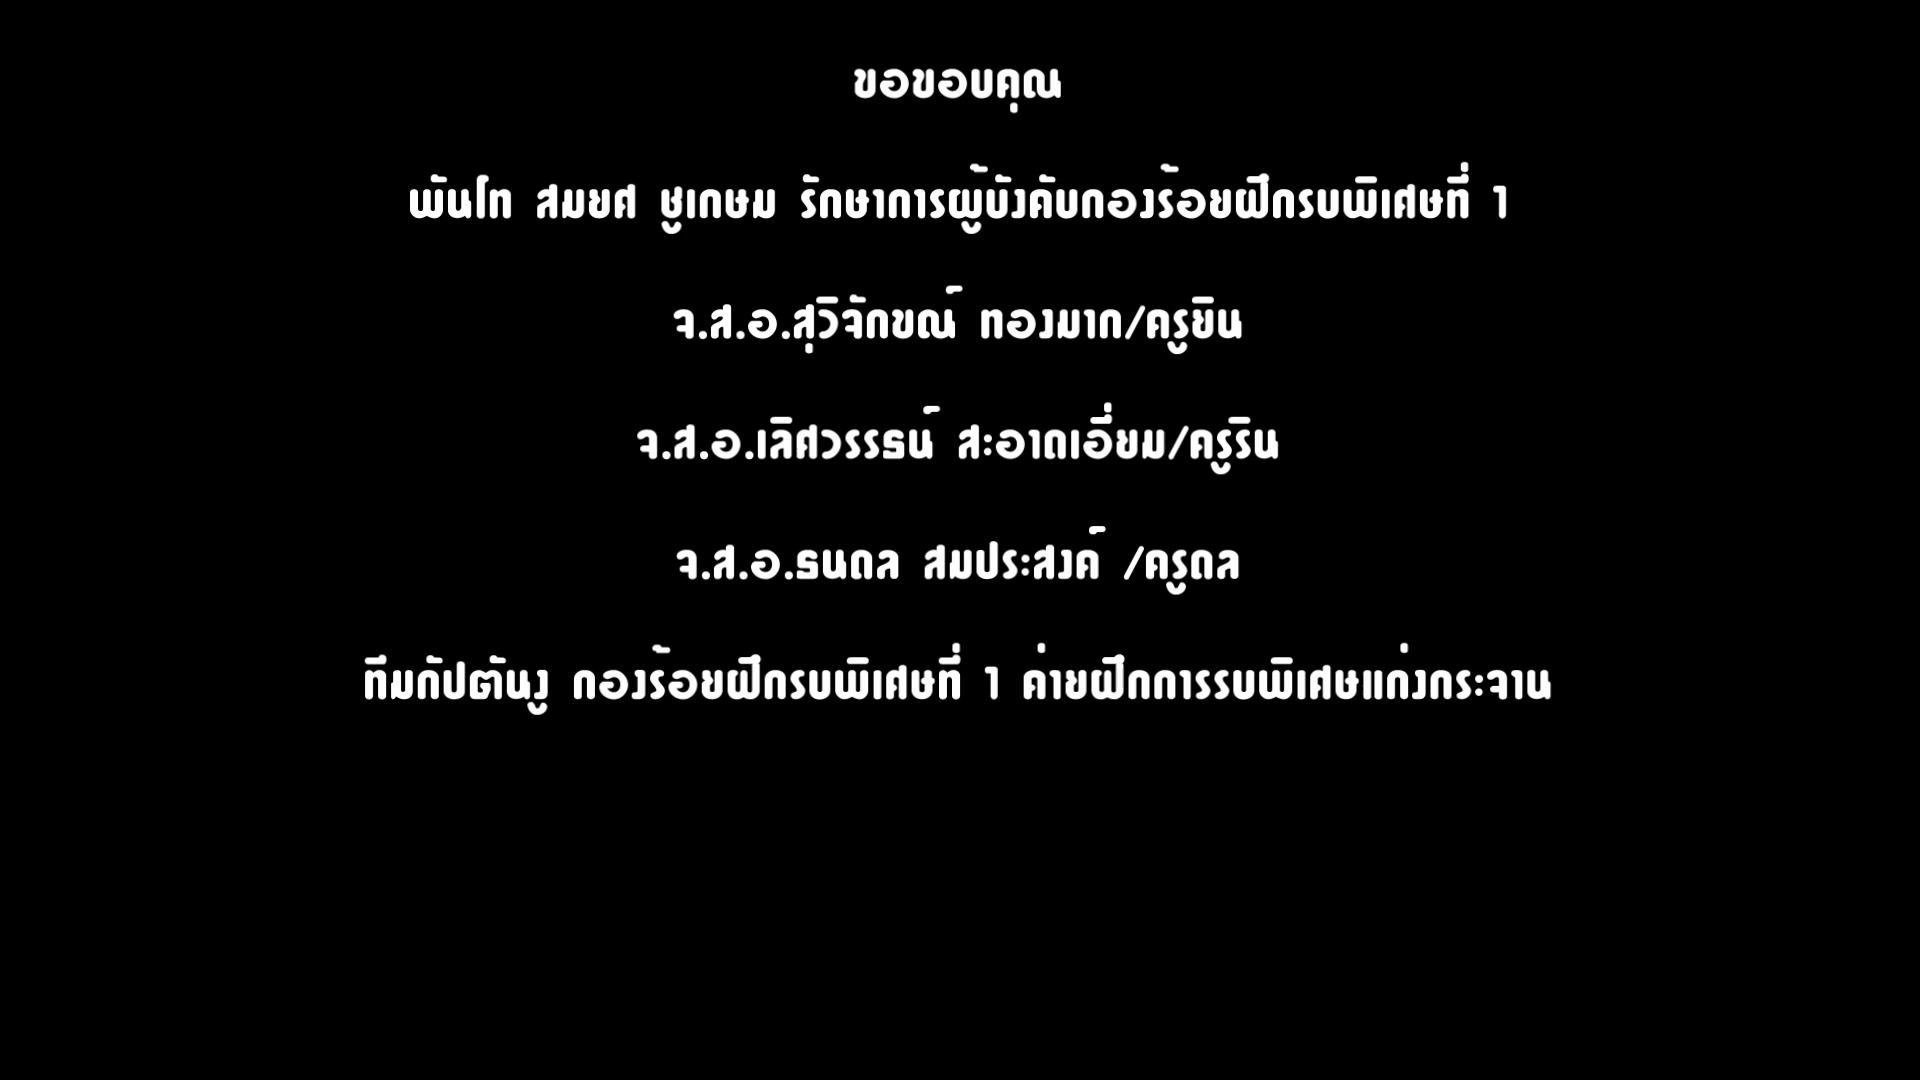 ขอขอบคุณ
พันโท สมยศ ชูเกษม รักษาการผู้บังคับกองร้อยฝึกรบพิเศษที่ 1
จ.ส.อ.สุวิจักขณ์ ทองมาก/ครูยิน
จ.ส.อ.เลิศวรรธน์ สะอาดเอี่ยม/ครูริน
จ.ส.อ.ธนดล สมประสงค์ /ครูดล
ทีมกัปตันงู กองร้อยฝึกรบพิเศษที่ 1 ค่ายฝึกการรบพิเศษแก่งกระจาน